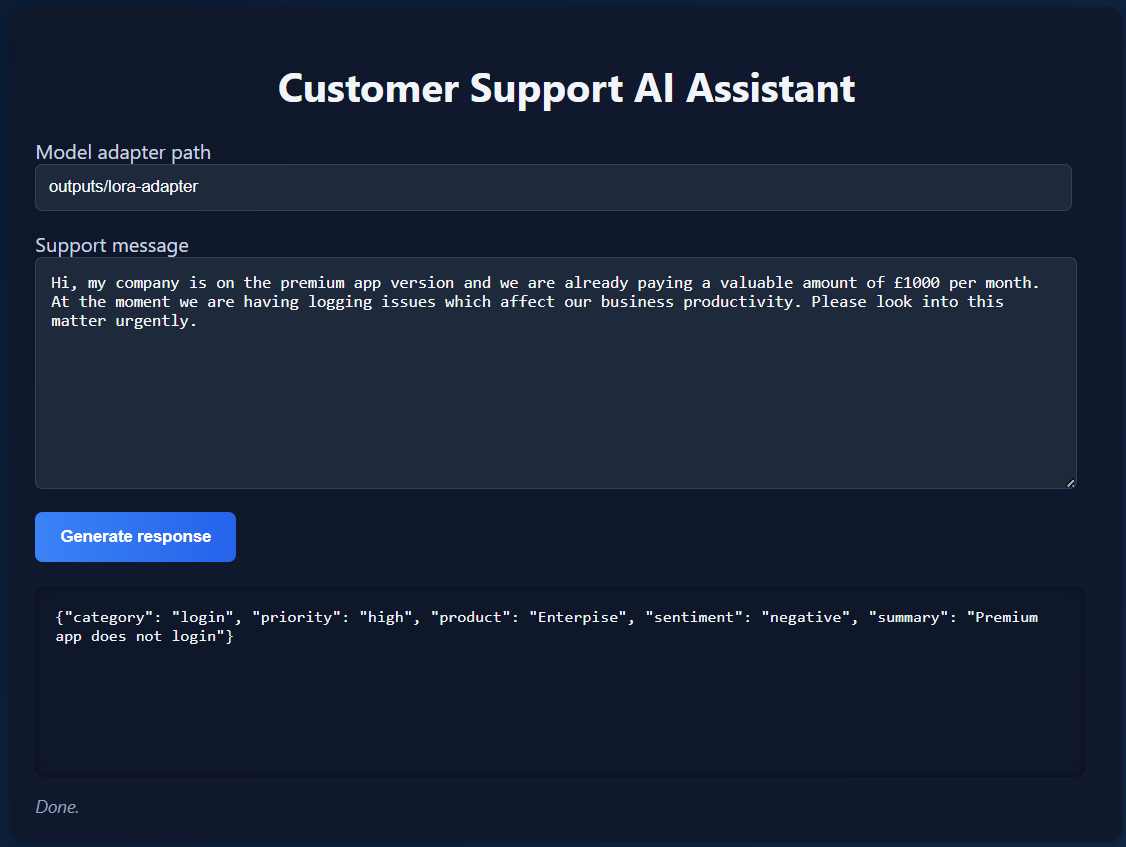 Customer Support AI Assistant
Model adapter path
outputs/lora-adapter
Support message
Hi, my company is on the premium app version and we are already paying a valuable amount of £1000 per month.
At the moment we are having logging issues which affect our business productivity. Please look into this
matter urgently.
Generate response
{"category": "login", "priority": "high", "product": "Enterpise", "sentiment": "negative", "summary": "Premium
app does not login"}
Done.